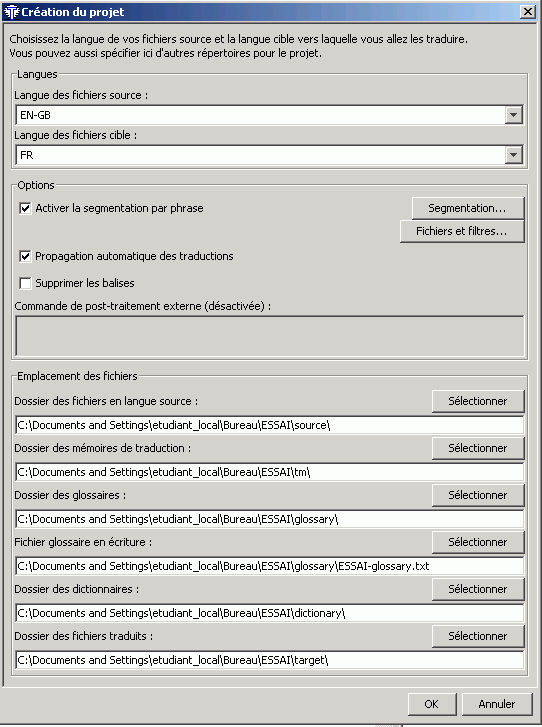 Création du projet
Choisissez la langue de vos fichiers source et la langue cible vers laquelle vous allez les traduire.
Vous pouvez aussi spécifier ici d'autres répertoires pour le projet.
Langues
Langue des fichiers source :
EN-GB
Langue des fichiers cible :
FR
Options
Activer la segmentation par phrase
Segmentation...
Fichiers et filtres...
Propagation automatique des traductions
Supprimer les balises
Commande de post-traitement externe (désactivée) :
Emplacement des fichiers
Dossier des fichiers en langue source :
Sélectionner
C:\Documents and Settings\etudiant_local\Bureau\ESSAI\source\
Dossier des mémoires de traduction :
Sélectionner
C:\Documents and Settings\etudiant_local\Bureau\ESSAI\tm\
Dossier des glossaires :
Sélectionner
C:\Documents and Settings\etudiant_local\Bureau\ESSAI\glossary\
Fichier glossaire en écriture :
Sélectionner
C:\Documents and Settings\etudiant_local\Bureau\ESSAI\glossary\ESSAI-glossary.txt
Dossier des dictionnaires :
Sélectionner
C:\Documents and Settings\etudiant_local\Bureau\ESSAI\dictionary\
Dossier des fichiers traduits :
Sélectionner
C:\Documents and Settings\etudiant_local\Bureau\ESSAI\target\
OK
Annuler